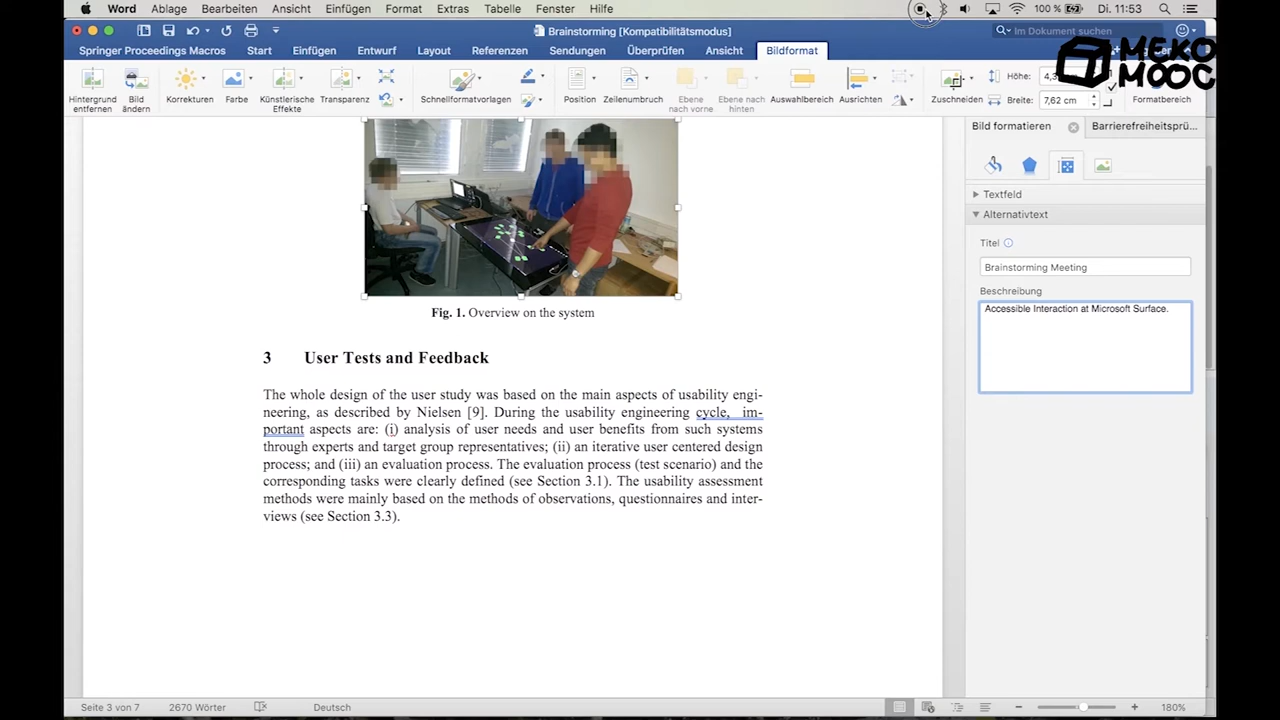 Word Ablage Bearbeiten Ansicht Einfügen Format Extras Tabelle Fenster Hilfe 100 % Di. 11:53
Brainstorming [Kompatibilitätsmodus]
Im Dokument suchen
MEKO
MOOC
Springer Proceedings Macros Start Einfügen Entwurf Layout Referenzen Sendungen Überprüfen Ansicht Bildformat
Höhe:
Breite: 7,62 cm
Hintergrund entfernen
Bild ändern
Korrekturen
Farbe
Künstlerische Effekte
Transparenz
Schnellformatvorlagen
Position
Zeilenumbruch
Ebene nach vorne
Ebene nach hinten
Auswahlbereich
Ausrichten
Zuschneiden
Formatbereich
Bild formatieren
Barrierefreiheitsprü...
Textfeld
Alternativtext
Titel
Brainstorming Meeting
Beschreibung
Accessible Interaction at Microsoft Surface.
Fig. 1. Overview on the system
3 User Tests and Feedback
The whole design of the user study was based on the main aspects of usability engi-
neering, as described by Nielsen [9]. During the usability engineering cycle, im-
portant aspects are: (i) analysis of user needs and user benefits from such systems
through experts and target group representatives; (ii) an iterative user centered design
process; and (iii) an evaluation process. The evaluation process (test scenario) and the
corresponding tasks were clearly defined (see Section 3.1). The usability assessment
methods were mainly based on the methods of observations, questionnaires and inter-
views (see Section 3.3).
Seite 3 von 7 2670 Wörter Deutsch 180%